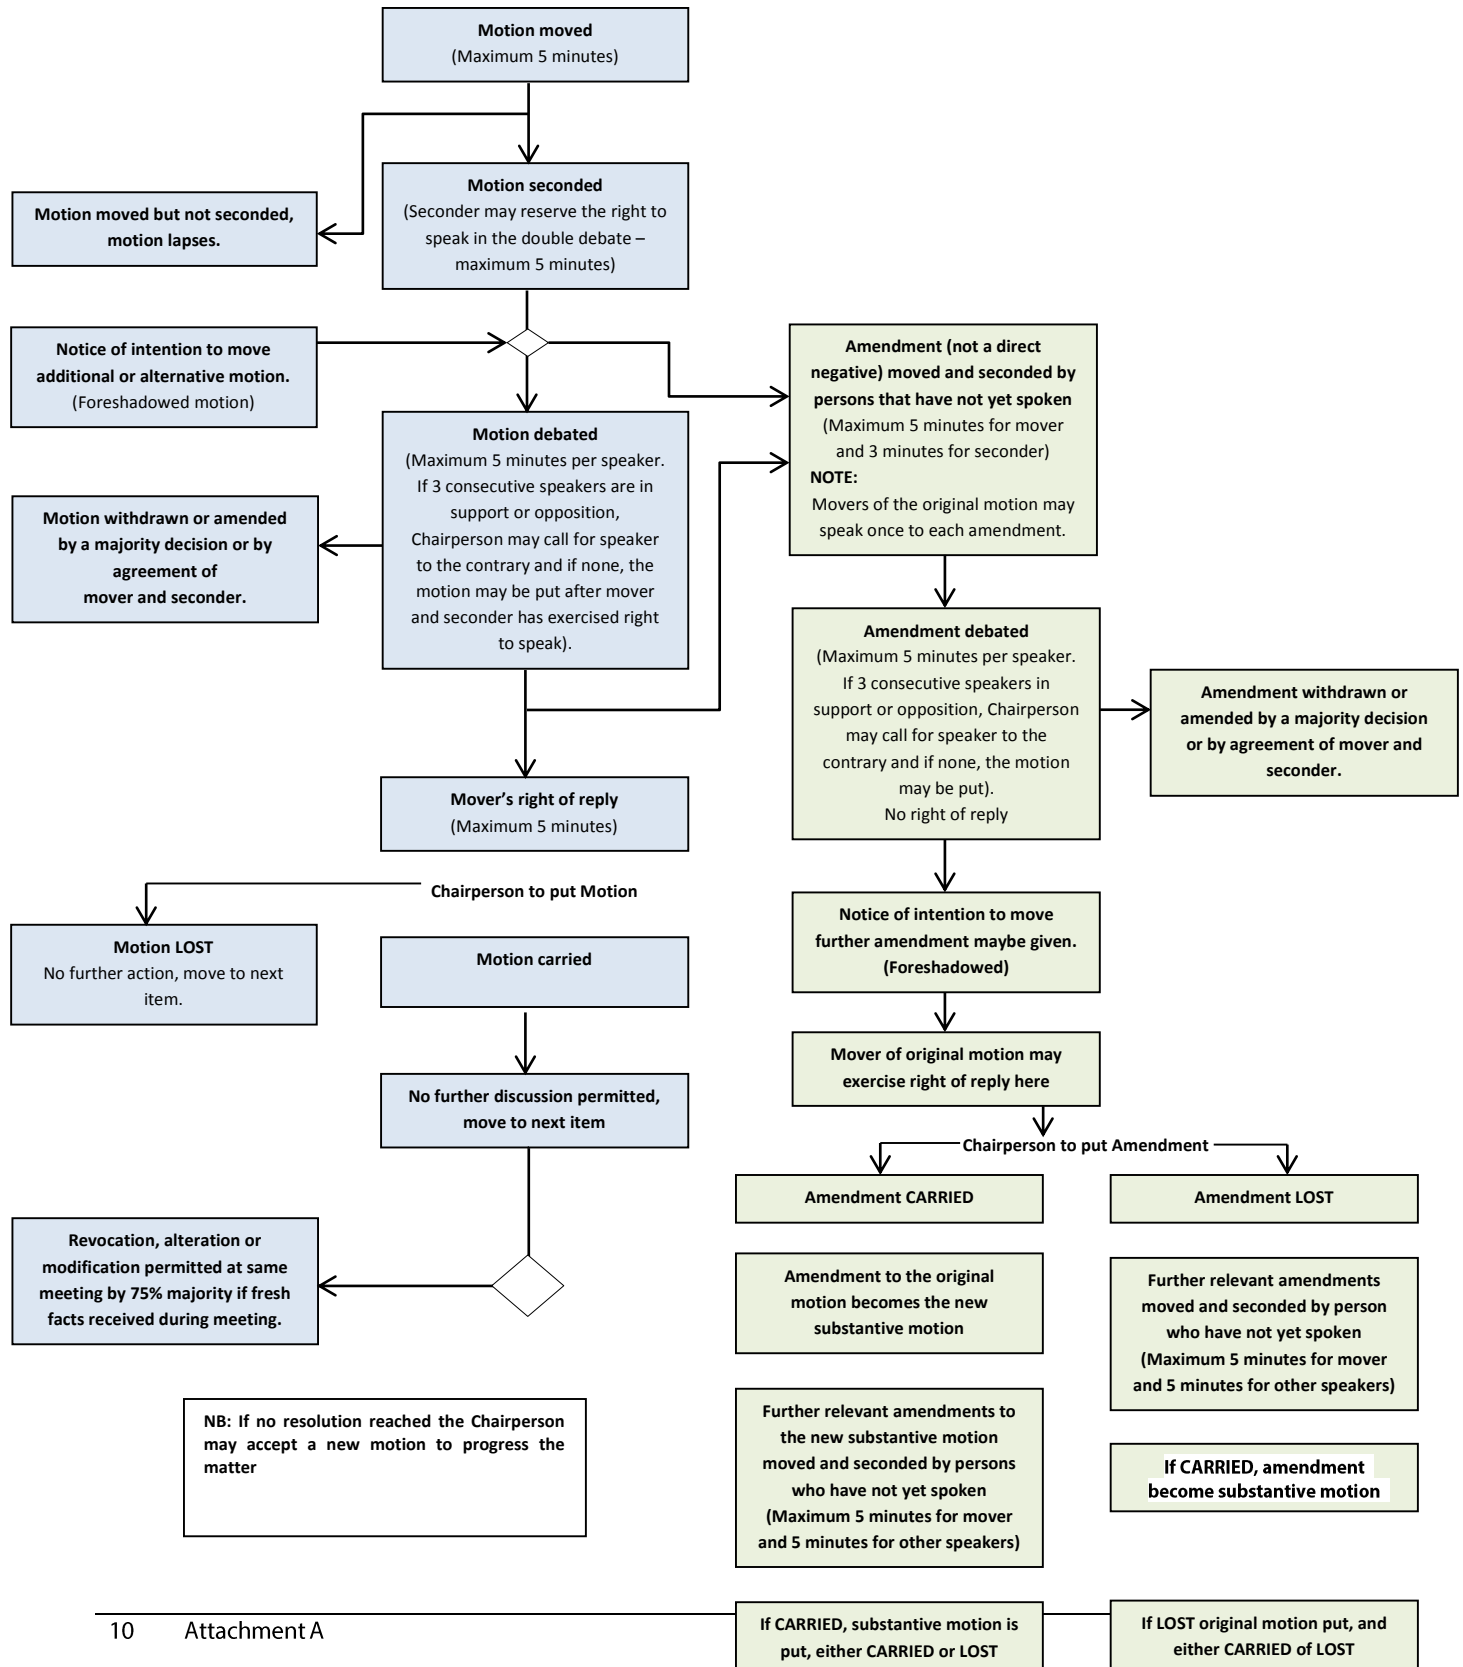 Motion moved
(Maximum 5 minutes)
Motion seconded
(Seconder may reserve the right to
speak in the double debate –
maximum 5 minutes)
Motion moved but not seconded,
motion lapses.
Notice of intention to move
additional or alternative motion.
(Foreshadowed motion)
Motion debated
(Maximum 5 minutes per speaker.
If 3 consecutive speakers are in
support or opposition,
Chairperson may call for speaker
to the contrary and if none, the
motion may be put after mover
and seconder has exercised right
to speak).
Motion withdrawn or amended
by a majority decision or by
agreement of
mover and seconder.
Mover’s right of reply
(Maximum 5 minutes)
Chairperson to put Motion
Motion LOST
No further action, move to next
item.
Motion carried
No further discussion permitted,
move to next item
Revocation, alteration or
modification permitted at same
meeting by 75% majority if fresh
facts received during meeting.
NB: If no resolution reached the Chairperson
may accept a new motion to progress the
matter
Amendment (not a direct
negative) moved and seconded by
persons that have not yet spoken
(Maximum 5 minutes for mover
and 3 minutes for seconder)
NOTE:
Movers of the original motion may
speak once to each amendment.
Amendment debated
(Maximum 5 minutes per speaker.
If 3 consecutive speakers in
support or opposition, Chairperson
may call for speaker to the
contrary and if none, the motion
may be put).
No right of reply
Amendment withdrawn or
amended by a majority decision
or by agreement of mover and
seconder.
Notice of intention to move
further amendment maybe given.
(Foreshadowed)
Mover of original motion may
exercise right of reply here
Chairperson to put Amendment
Amendment CARRIED
Amendment to the original
motion becomes the new
substantive motion
Further relevant amendments to
the new substantive motion
moved and seconded by persons
who have not yet spoken
(Maximum 5 minutes for mover
and 5 minutes for other speakers)
If CARRIED, substantive motion is
put, either CARRIED or LOST
Amendment LOST
Further relevant amendments
moved and seconded by person
who have not yet spoken
(Maximum 5 minutes for mover
and 5 minutes for other speakers)
If CARRIED, amendment
become substantive motion
If LOST original motion put, and
either CARRIED of LOST
10 Attachment A